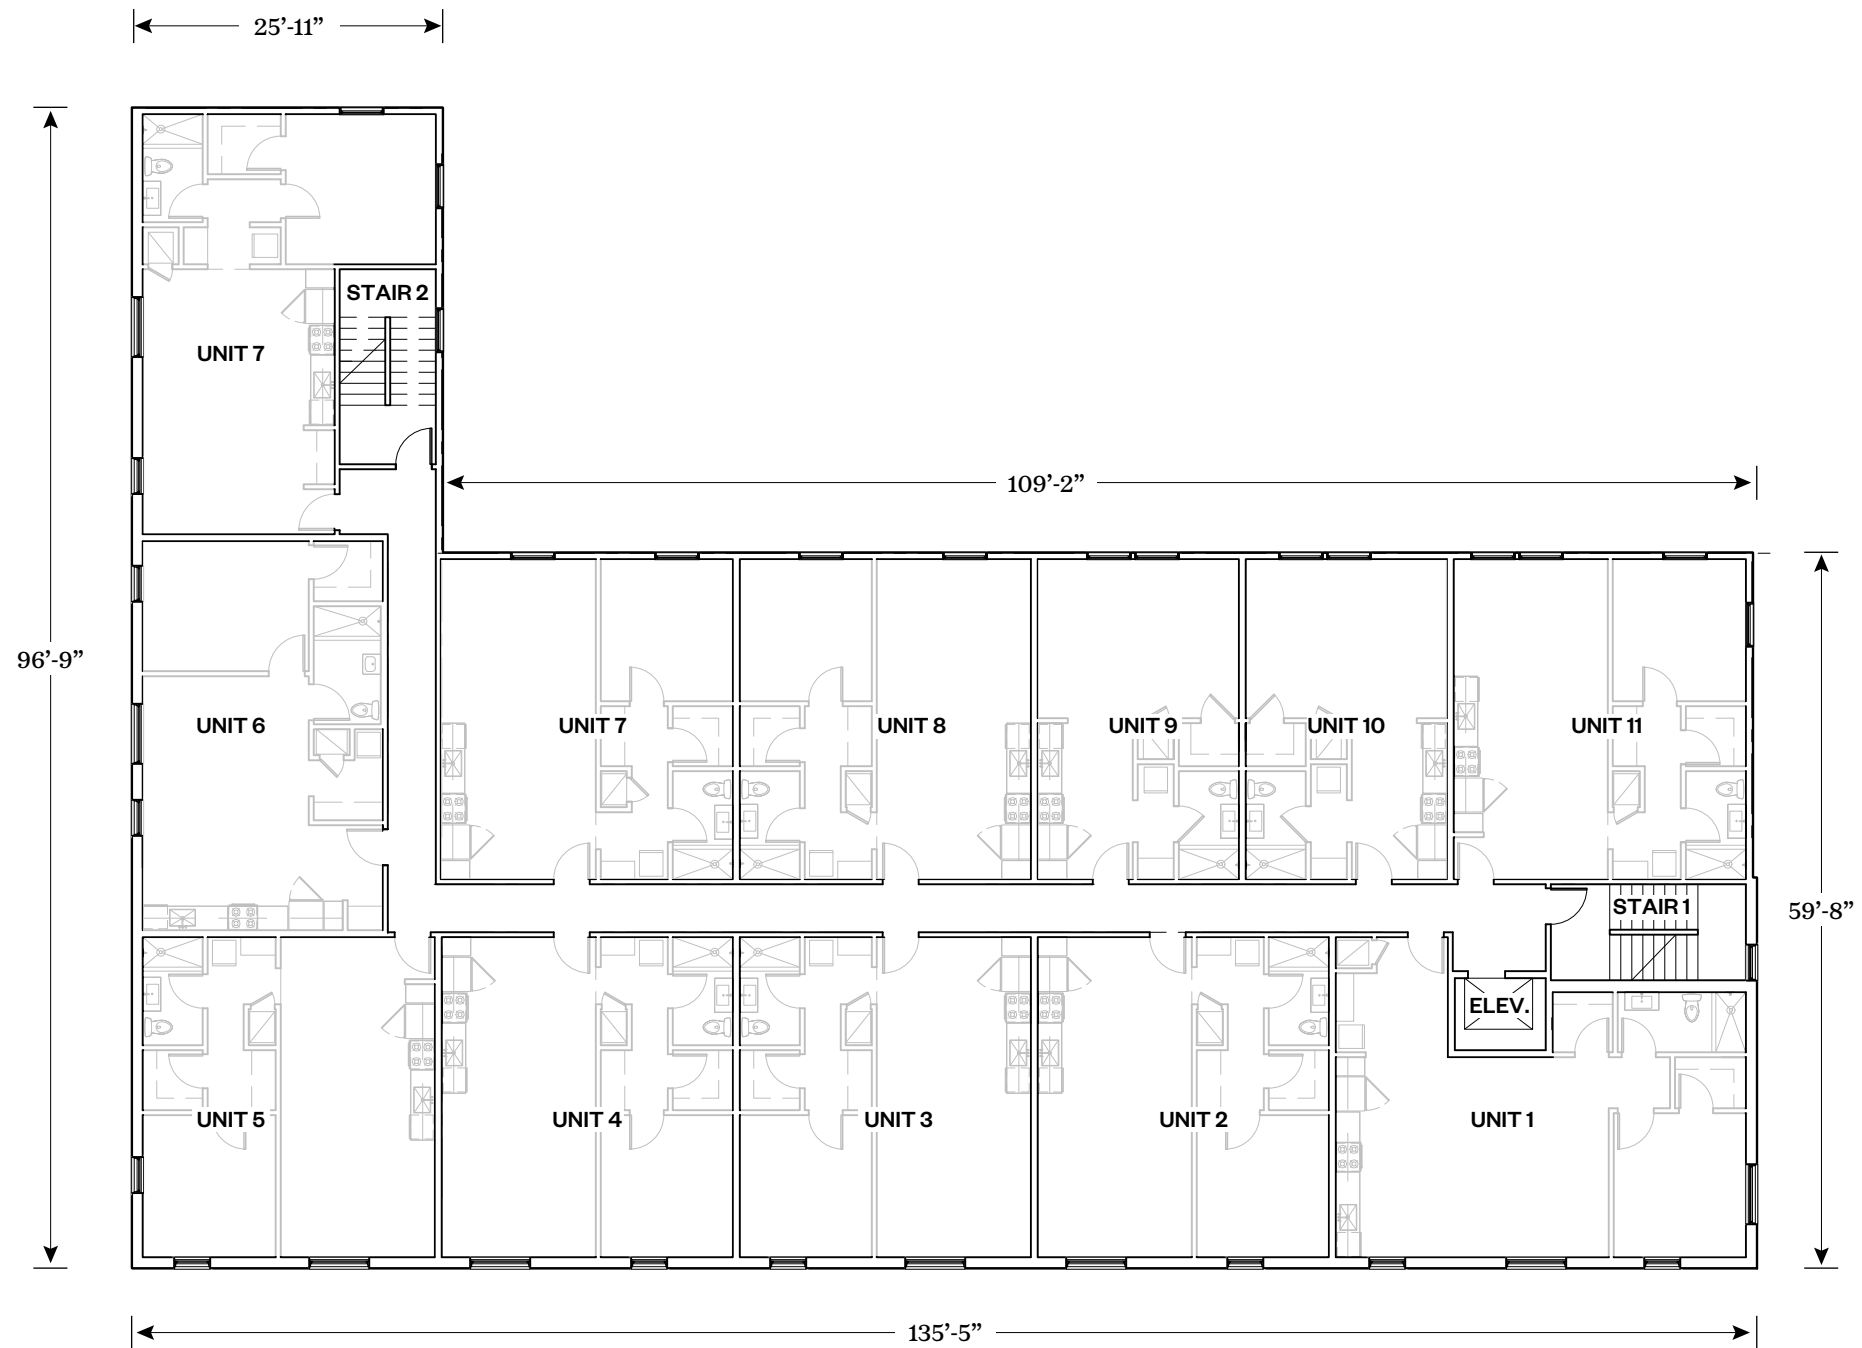 25’-11”
STAIR 2
UNIT 7
109’-2”
96’-9”
UNIT 6
UNIT 7
UNIT 8
UNIT 9
UNIT 10
UNIT 11
STAIR 1
59’-8”
ELEV.
UNIT 5
UNIT 4
UNIT 3
UNIT 2
UNIT 1
135’-5”